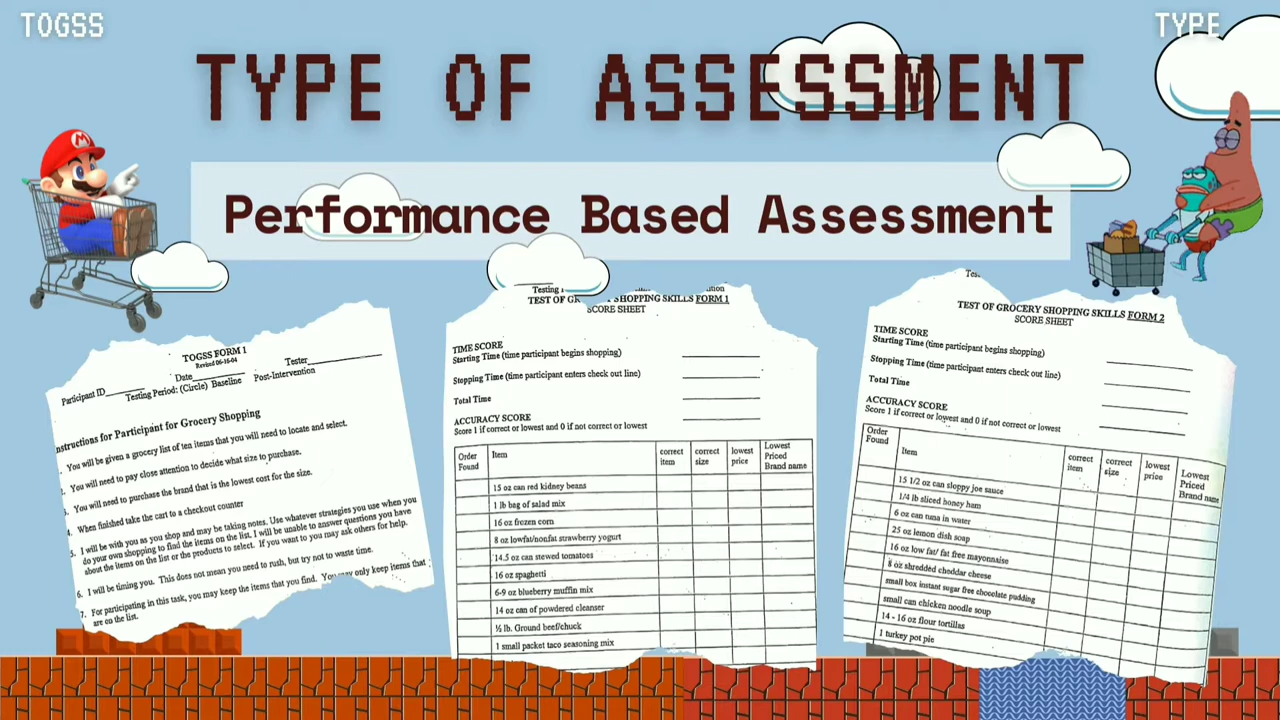 TOGSS
TYPE
TYPE OF ASSESSMENT
Performance Based Assessment
TOGSS FORM 1
Revised 06-16-04
Participant ID______ Date________ Tester________
Testing Period: (Circle) Baseline Post-Intervention
Instructions for Participant for Grocery Shopping
1. You will be given a grocery list of ten items that you will need to locate and select.
2. You will need to pay close attention to decide what size to purchase.
3. You will need to purchase the brand that is the lowest cost for the size.
4. When finished take the cart to a checkout counter
5. I will be with you as you shop and may be taking notes. Use whatever strategies you use when you
do your own shopping to find the items on the list. I will be unable to answer questions you have
about the items on the list or the products to select. If you want to you may ask others for help.
6. I will be timing you. This does not mean you need to rush, but try not to waste time.
7. For participating in this task, you may keep the items that you find. You may only keep items that
are on the list.
Testing
TEST OF GR SHOPPING SKILLS FORM 1
SCORE SHEET
TIME SCORE
Starting Time (time participant begins shopping)
Stopping Time (time participant enters check out line)
Total Time
ACCURACY SCORE
Score 1 if correct or lowest and 0 if not correct or lowest
Order Found Item correct item correct size lowest price Lowest Priced Brand name
15 oz can red kidney beans
1 lb bag of salad mix
16 oz frozen corn
8 oz lowfat/nonfat strawberry yogurt
14.5 oz can stewed tomatoes
16 oz spaghetti
6-9 oz blueberry muffin mix
14 oz can of powdered cleanser
½ lb. Ground beef/chuck
1 small packet taco seasoning mix
TEST OF GROCERY SHOPPING SKILLS FORM 2
SCORE SHEET
TIME SCORE
Starting Time (time participant begins shopping)
Stopping Time (time participant enters check out line)
Total Time
ACCURACY SCORE
Score 1 if correct or lowest and 0 if not correct or lowest
Order Found Item correct item correct size lowest price Lowest Priced Brand name
15 1/2 oz can sloppy joe sauce
1/4 lb sliced honey ham
6 oz can tuna in water
25 oz lemon dish soap
16 oz low fat/ fat free mayonnaise
8 oz shredded cheddar cheese
small box instant sugar free chocolate pudding
small can chicken noodle soup
14 - 16 oz flour tortillas
1 turkey pot pie